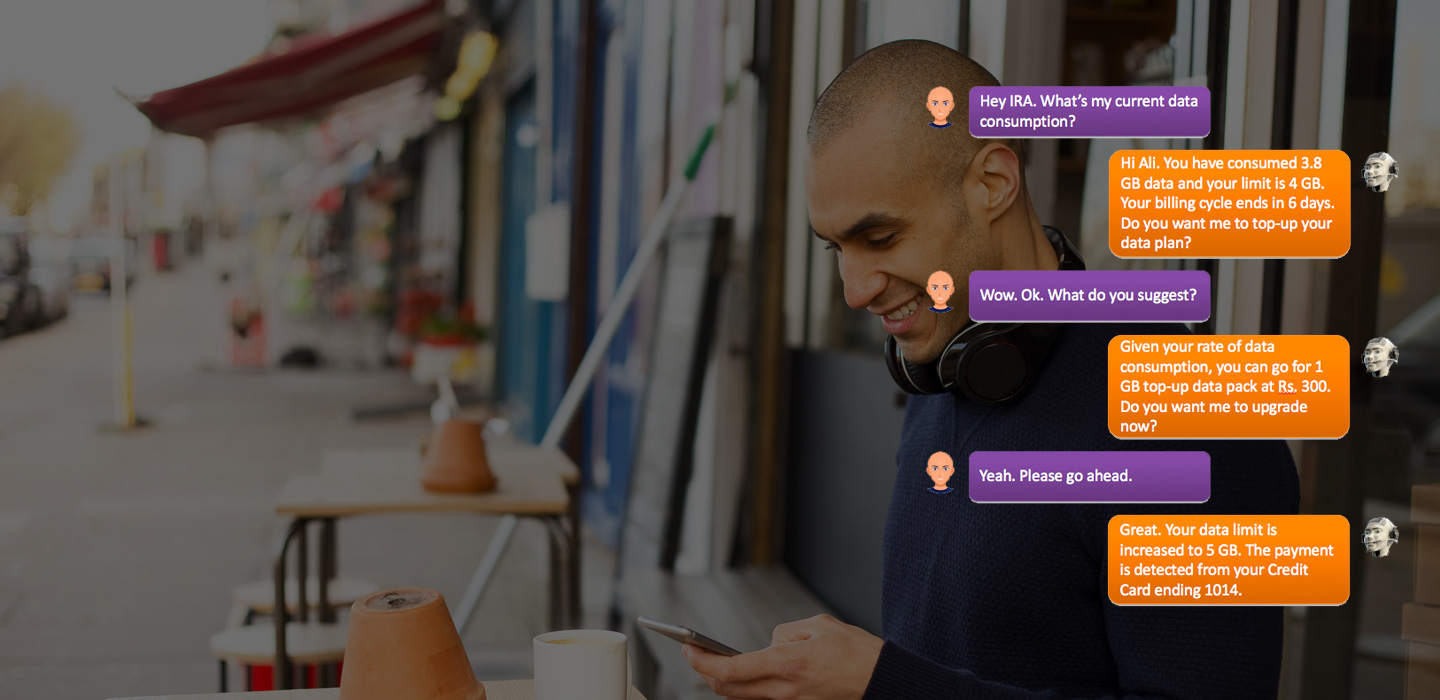 Hey IRA. What's my current data
consumption?
Hi Ali. You have consumed 3.8
GB data and your limit is 4 GB.
Your billing cycle ends in 6 days.
Do you want me to top-up your
data plan?
Wow. Ok. What do you suggest?
Given your rate of data
consumption, you can go for 1
GB top-up data pack at Rs. 300.
Do you want me to upgrade
now?
Yeah. Please go ahead.
Great. Your data limit is
increased to 5 GB. The payment
is detected from your Credit
Card ending 1014.